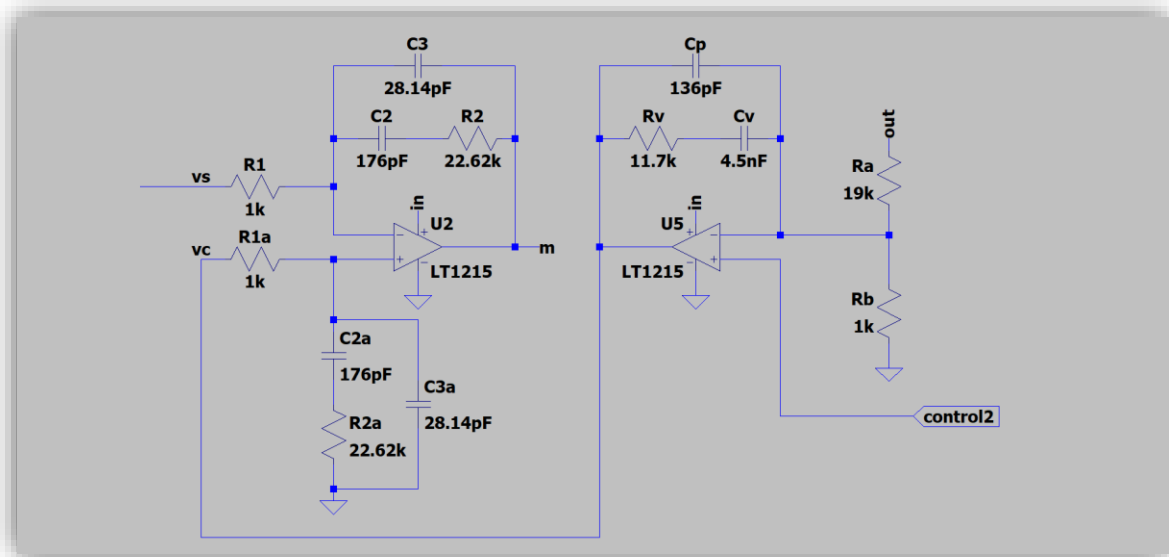 C3
28.14pF
C2
R2
176pF
22.62k
R1
vs
1k
in
U2
+
m
LT1215
vc
R1a
1k
C2a
176pF
C3a
28.14pF
R2a
22.62k
Cp
136pF
Rv
Cv
11.7k
4.5nF
in
U5
+
LT1215
out
Ra
19k
Rb
1k
control2